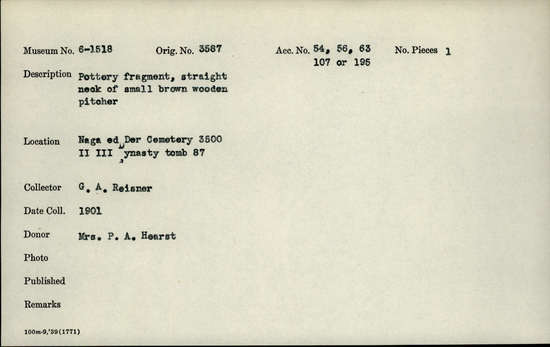 Museum No. 6-1518 Orig. No. 3587 Acc. No. 54, 56, 63 No. Pieces 1
107 or 195
Description Pottery fragment, straight
neck of small brown wooden
pitcher
Location Naga ed Der Cemetery 3500
II III Dynasty tomb 87
Collector G. A. Reisner
Date Coll. 1901
Donor Mrs. P. A. Hearst
Photo
Published
Remarks
100m-9,'39(1771)